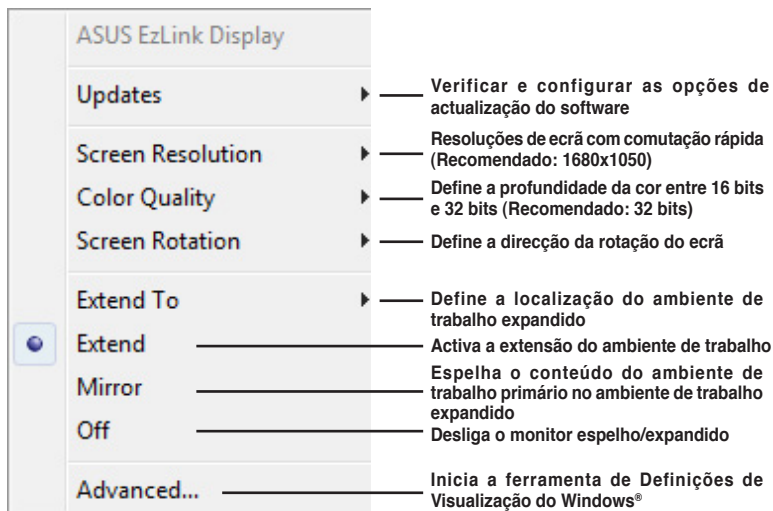 ASUS EzLink Display
Updates
Verificar e configurar as opções de
actualização do software
Screen Resolution
Resoluções de ecrã com comutação rápida
(Recomendado: 1680x1050)
Color Quality
Define a profundidade da cor entre 16 bits
e 32 bits (Recomendado: 32 bits)
Screen Rotation
Define a direcção da rotação do ecrã
Extend To
Define a localização do ambiente de
trabalho expandido
Extend
Activa a extensão do ambiente de trabalho
Mirror
Espelha o conteúdo do ambiente de
trabalho primário no ambiente de trabalho
expandido
Off
Desliga o monitor espelho/expandido
Advanced...
Inicia a ferramenta de Definições de
Visualização do Windows®